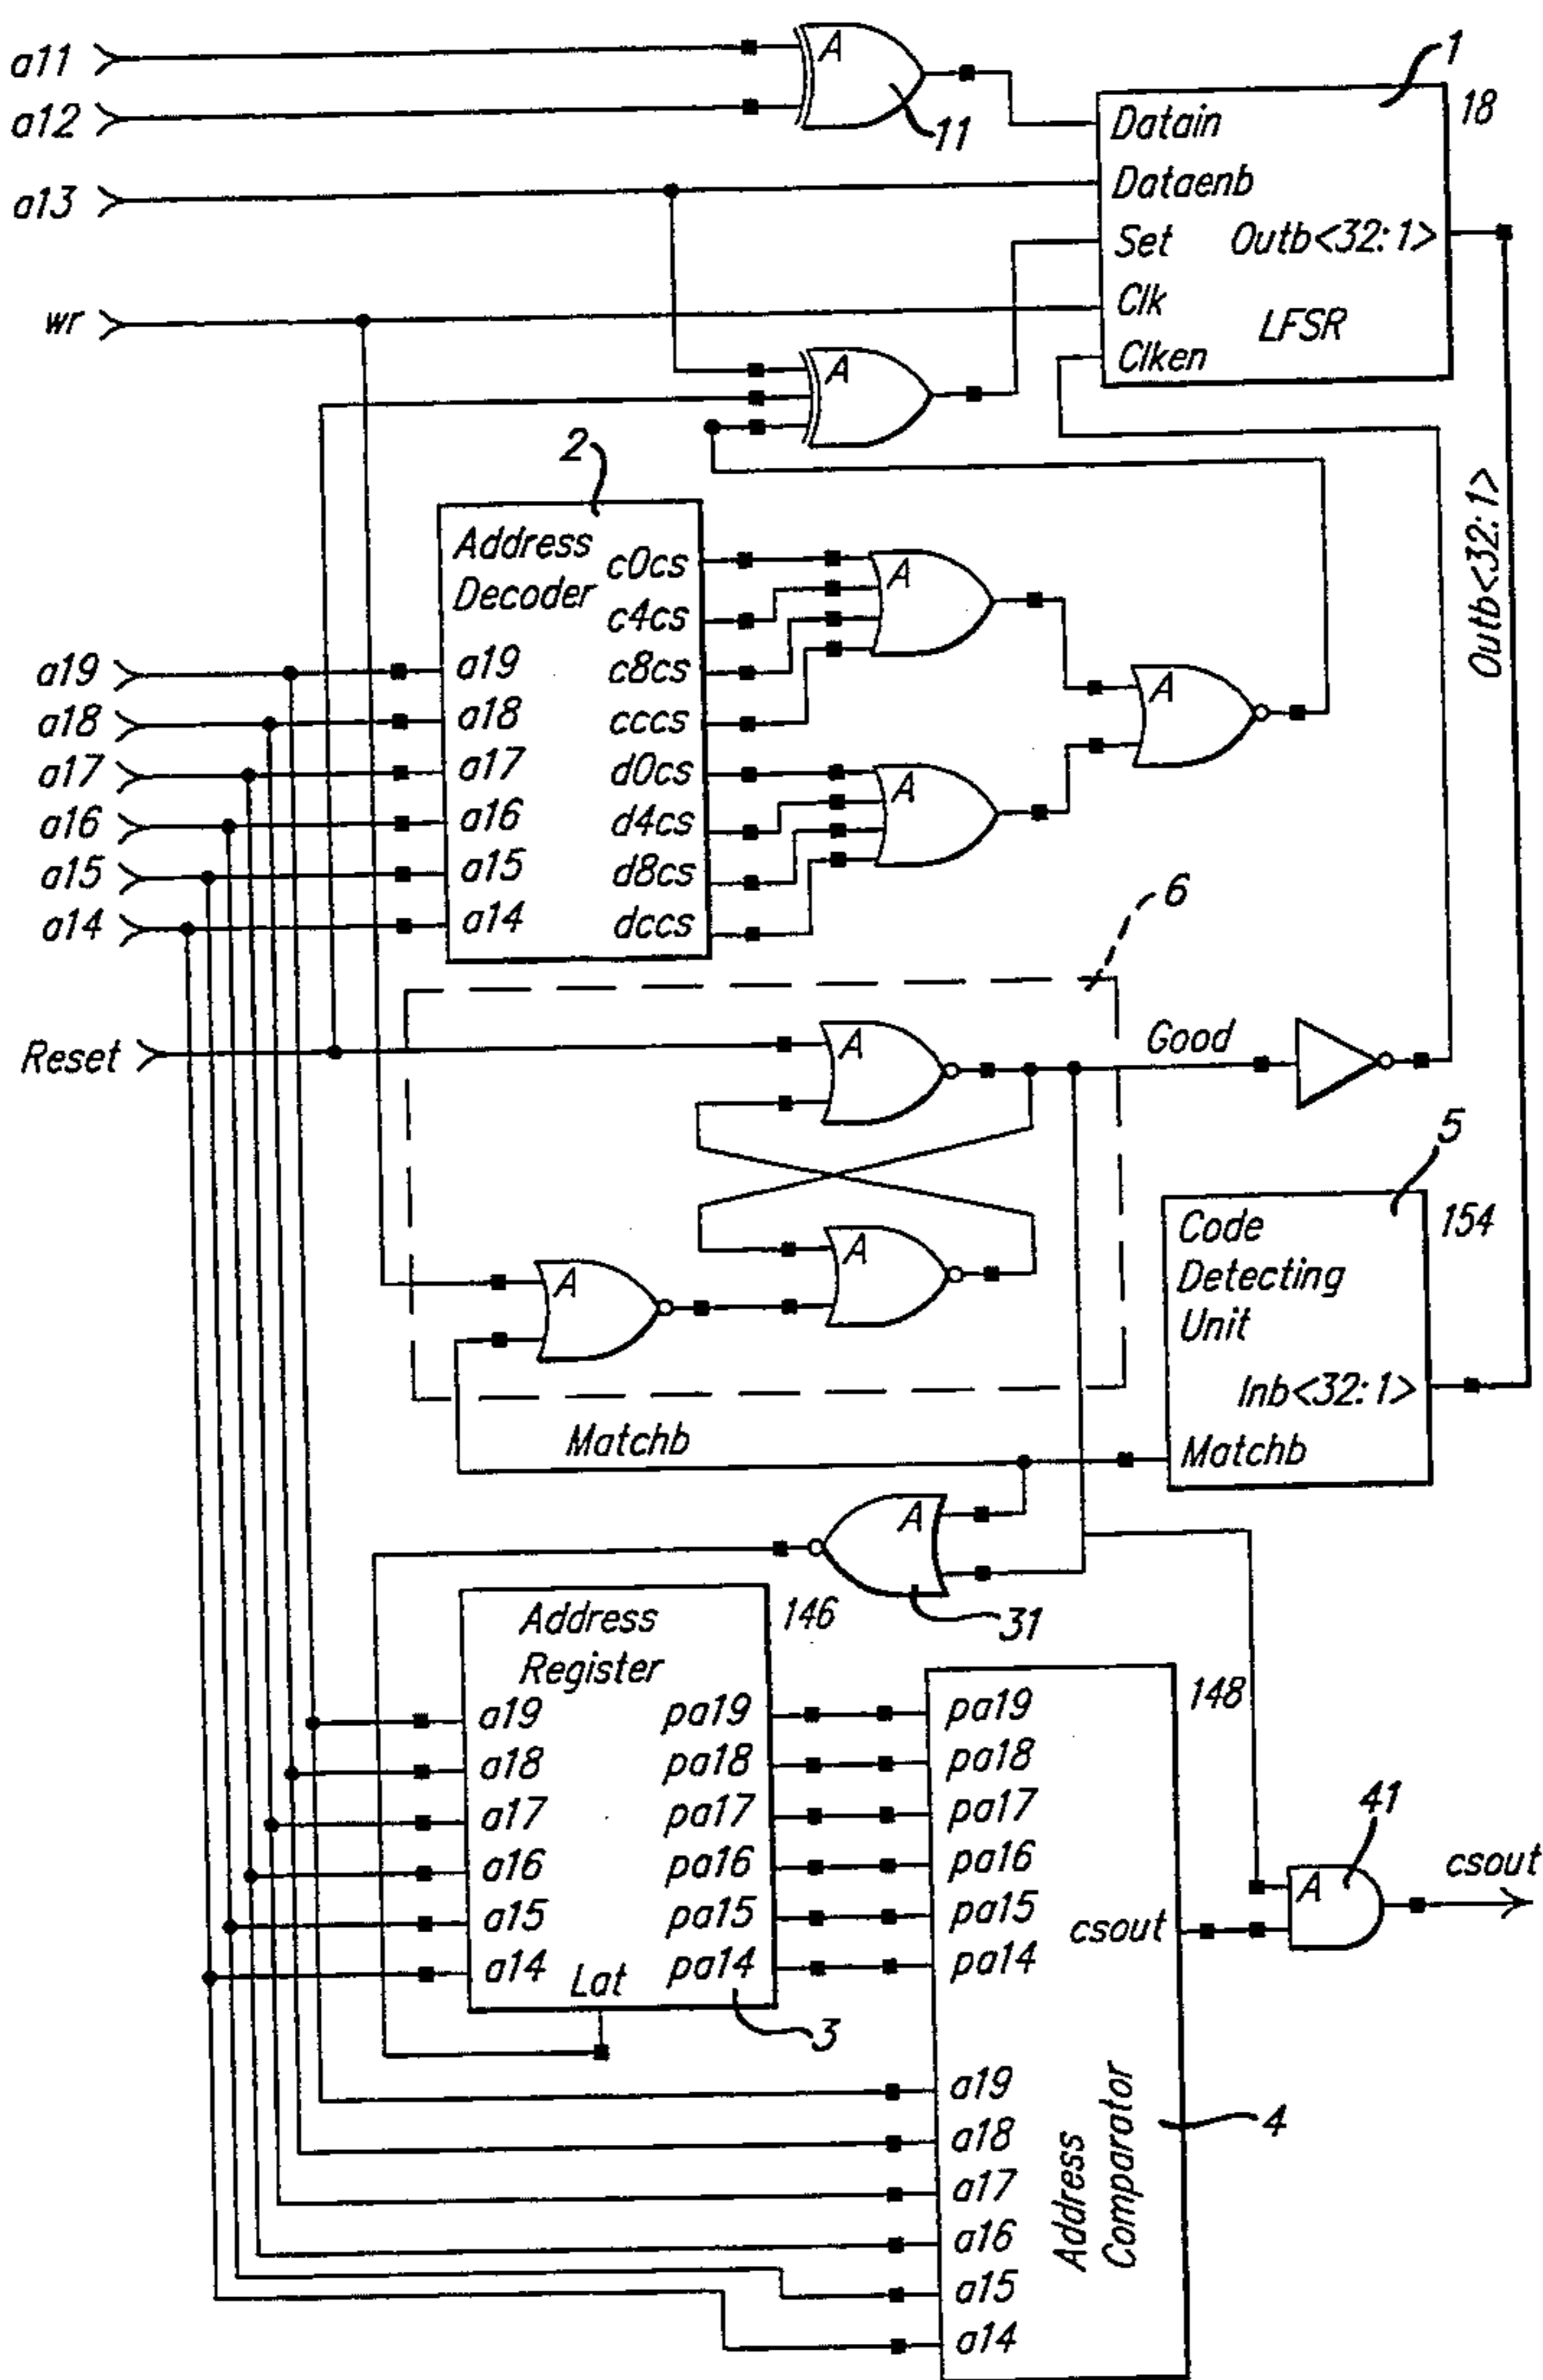 a11
a12
a13
wr
A
11
1
18
Datain
Dataenb
Set
Outb<32:1>
Clk
LFSR
Clken
A
Outb<32:1>
2
Address
Decoder
c0cs
c4cs
c8cs
cccs
d0cs
d4cs
d8cs
dccs
a19
a18
a17
a16
a15
a14
a19
a18
a17
a16
a15
a14
A
A
A
6
Reset
A
Good
A
A
5
154
Code
Detecting
Unit
Inb<32:1>
Matchb
Matchb
A
31
Address
Register
146
a19
a18
a17
a16
a15
a14
Lat
pa19
pa18
pa17
pa16
pa15
pa14
3
148
pa19
pa18
pa17
pa16
pa15
pa14
csout
a19
a18
a17
a16
a15
a14
Address
Comparator
4
41
A
csout